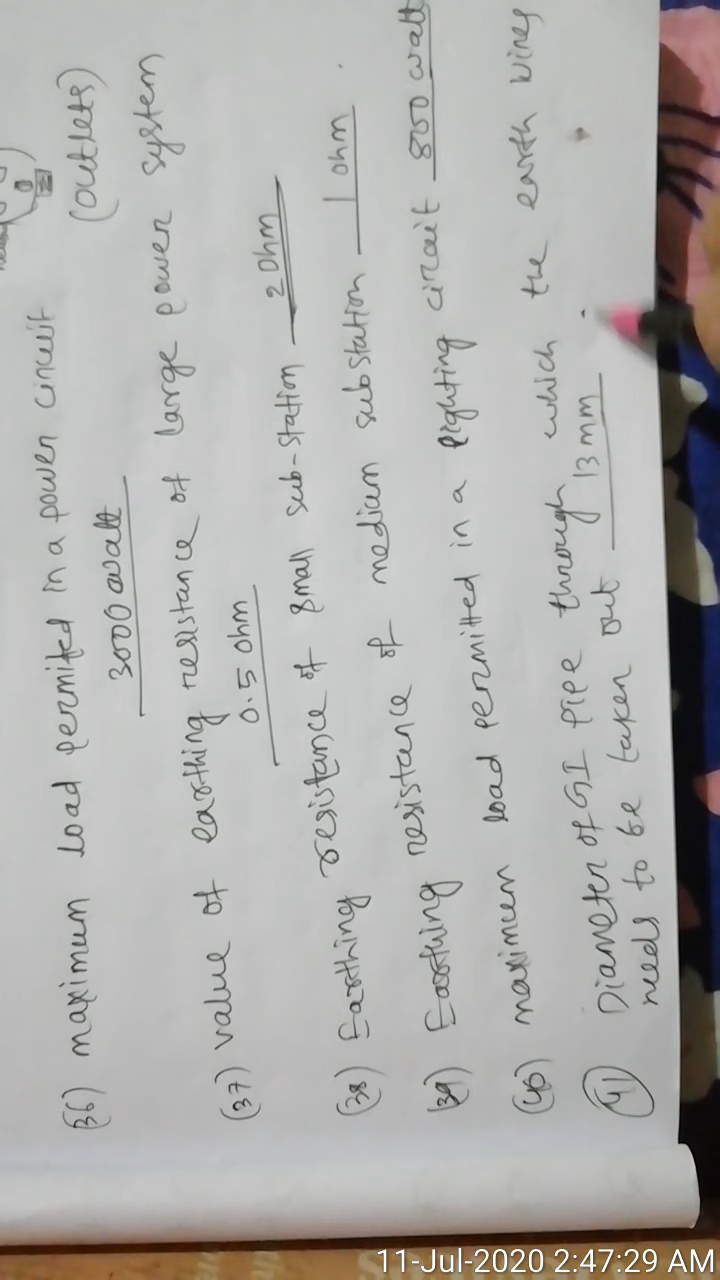 (36) maximum load permited in a power circuit (outlets)
3000 watt
(37) value of earthing resistance of large power system
0.5 ohm
(38) Earthing resistance of small sub-station 2 Ohm
(39) Earthing resistance of medium substation 1 ohm.
(40) maximum load permitted in a lighting circuit 800 watt
(41) Diameter of GI Pipe through which the earth wires
needs to be taken out 13 mm.
11-Jul-2020 2:47:29 AM